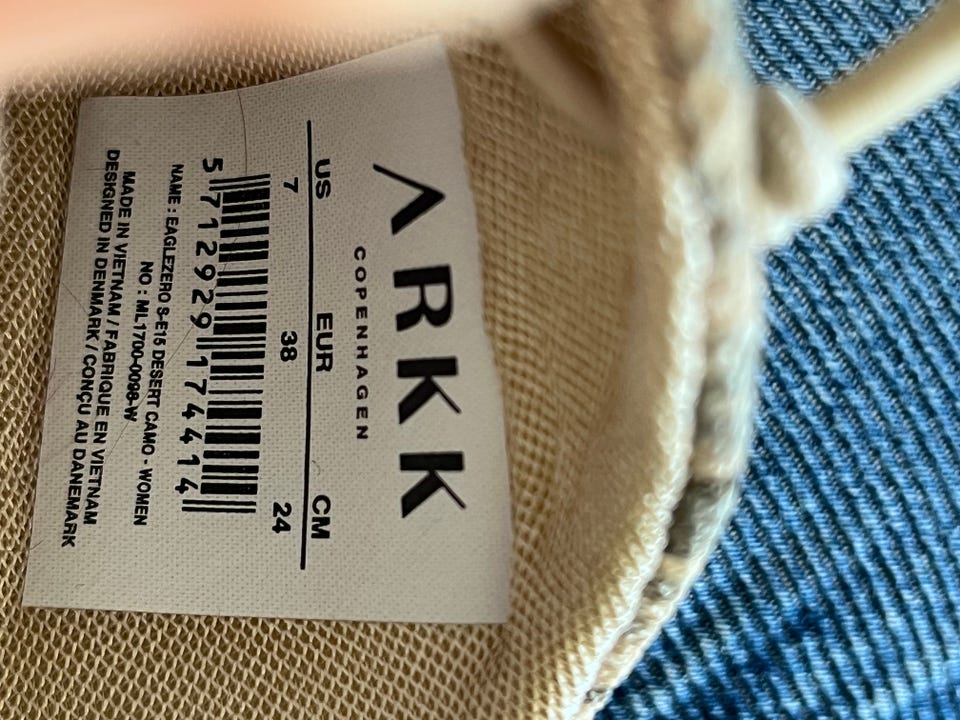 ARKK
COPENHAGEN
US EUR CM
7 38 24
5 712929 174414
NAME : EAGLEZERO S-E15 DESERT CAMO - WOMEN
NO : ML1700-0098-W
MADE IN VIETNAM / FABRIQUE EN VIETNAM
DESIGNED IN DENMARK / CONÇU AU DANEMARK